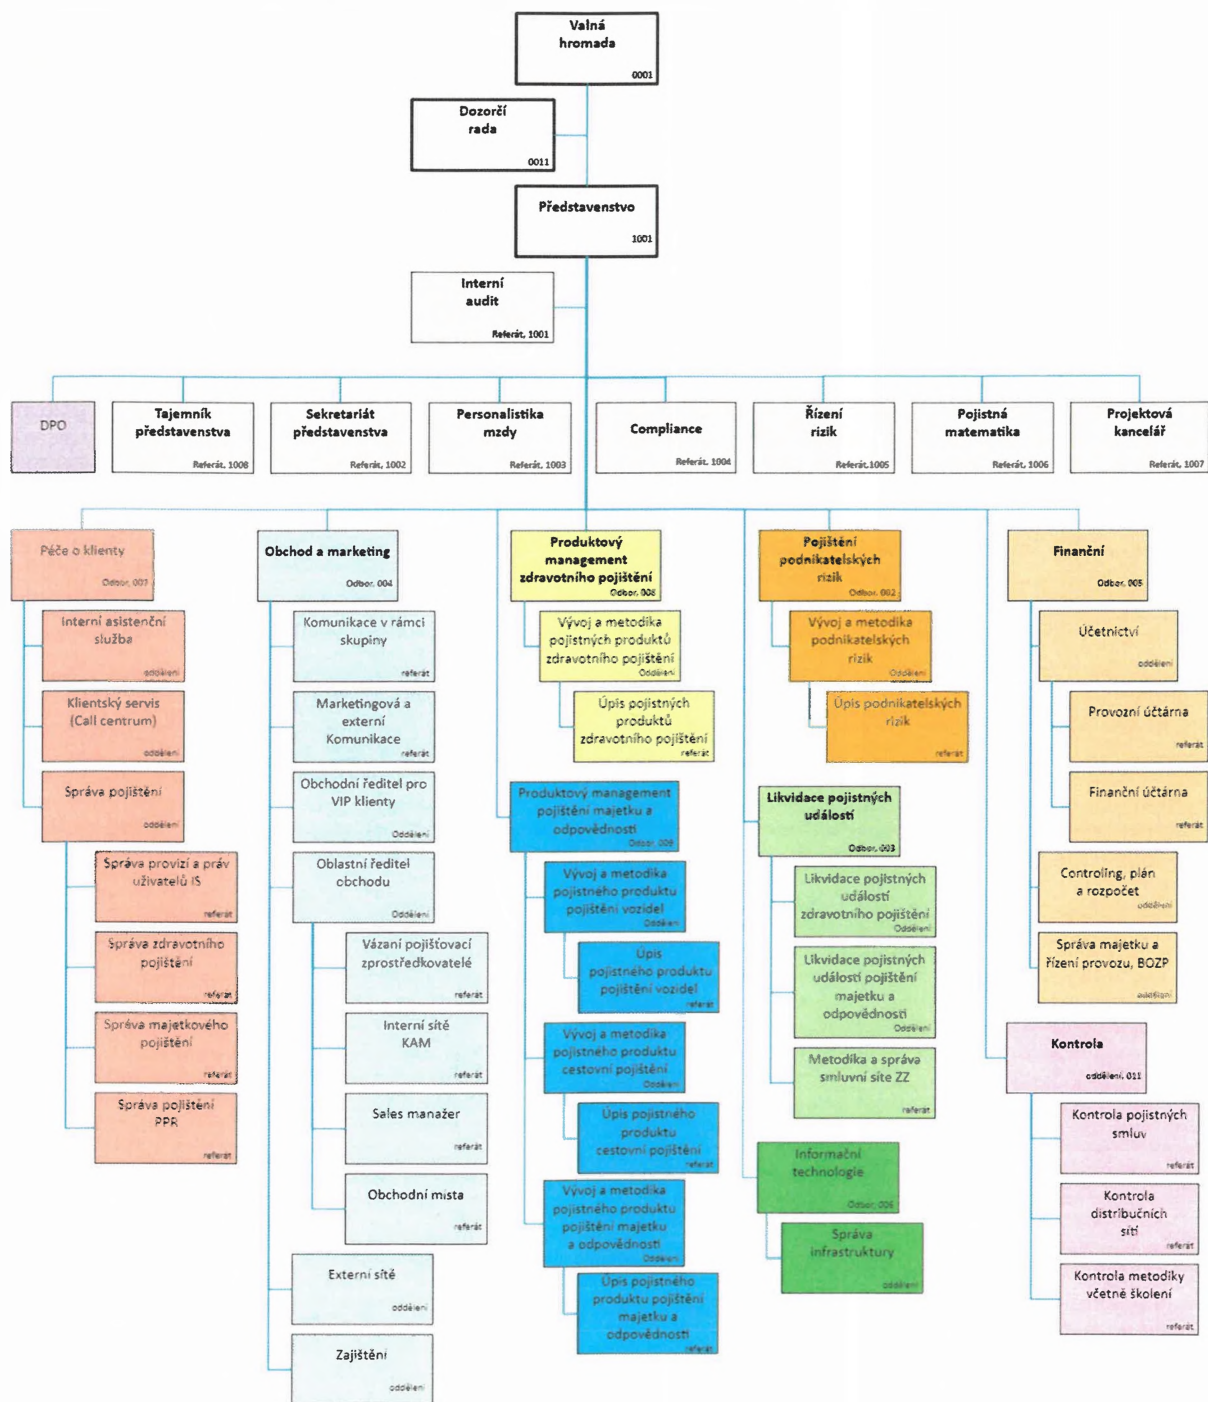 Valná
hromada
0001
Dozorčí
rada
0011
Představenstvo
1001
Interní
audit
Referát, 1001
DPO
Tajemník
představenstva
Referát, 1008
Sekretariát
představenstva
Referát, 1002
Personalistika
mzdy
Referát, 1003
Compliance
Referát, 1004
Řízení
rizik
Referát,1005
Pojistná
matematika
Referát, 1006
Projektová
kancelář
Referát, 1007
Péče o klienty
Odbor, 007
Interní asistenční
služba
oddělení
Klientský servis
(Call centrum)
oddělení
Správa pojištění
oddělení
Správa provizí a práv
uživatelů IS
referát
Správa zdravotního
pojištění
referát
Správa majetkového
pojištění
referát
Správa pojištění
PPR
referát
Obchod a marketing
Odbor, 004
Komunikace v rámci
skupiny
referát
Marketingová a
externí
Komunikace
referát
Obchodní ředitel pro
VIP klienty
Oddělení
Oblastní ředitel
obchodu
Oddělení
Vázaní pojišťovací
zprostředkovatelé
referát
Interní sítě
KAM
referát
Sales manažer
referát
Obchodní místa
referát
Externí sítě
oddělení
Zajištění
oddělení
Produktový
management
zdravotního pojištění
Odbor, 008
Vývoj a metodika
pojistných produktů
zdravotního pojištění
Oddělení
Úpis pojistných
produktů
zdravotního pojištění
referát
Produktový management
pojištění majetku a
odpovědnosti
Odbor, 009
Vývoj a metodika
pojistného produktu
pojištění vozidel
Oddělení
Úpis
pojistného produktu
pojištění vozidel
referát
Vývoj a metodika
pojistného produktu
cestovní pojištění
Oddělení
Úpis pojistného
produktu
cestovní pojištění
referát
Vývoj a metodika
pojistného produktu
pojištění majetku
a odpovědnosti
Oddělení
Úpis pojistného
produktu pojištění
majetku a
odpovědnosti
referát
Pojištění
podnikatelských
rizik
Odbor, 002
Vývoj a metodika
podnikatelských
rizik
Oddělení
Úpis podnikatelských
rizik
referát
Likvidace pojistných
událostí
Odbor, 003
Likvidace pojistných
událostí
zdravotního pojištění
Oddělení
Likvidace pojistných
událostí pojištění
majetku a
odpovědnosti
Oddělení
Metodika a správa
smluvní síte ZZ
referát
Informační
technologie
Odbor, 006
Správa
infrastruktury
oddělení
Finanční
Odbor, 005
Účetnictví
oddělení
Provozní účtárna
referát
Finanční účtárna
referát
Controling, plán
a rozpočet
oddělení
Správa majetku a
řízení provozu, BOZP
oddělení
Kontrola
oddělení, 011
Kontrola pojistných
smluv
referát
Kontrola
distribučních
sítí
referát
Kontrola metodiky
včetně školení
referát